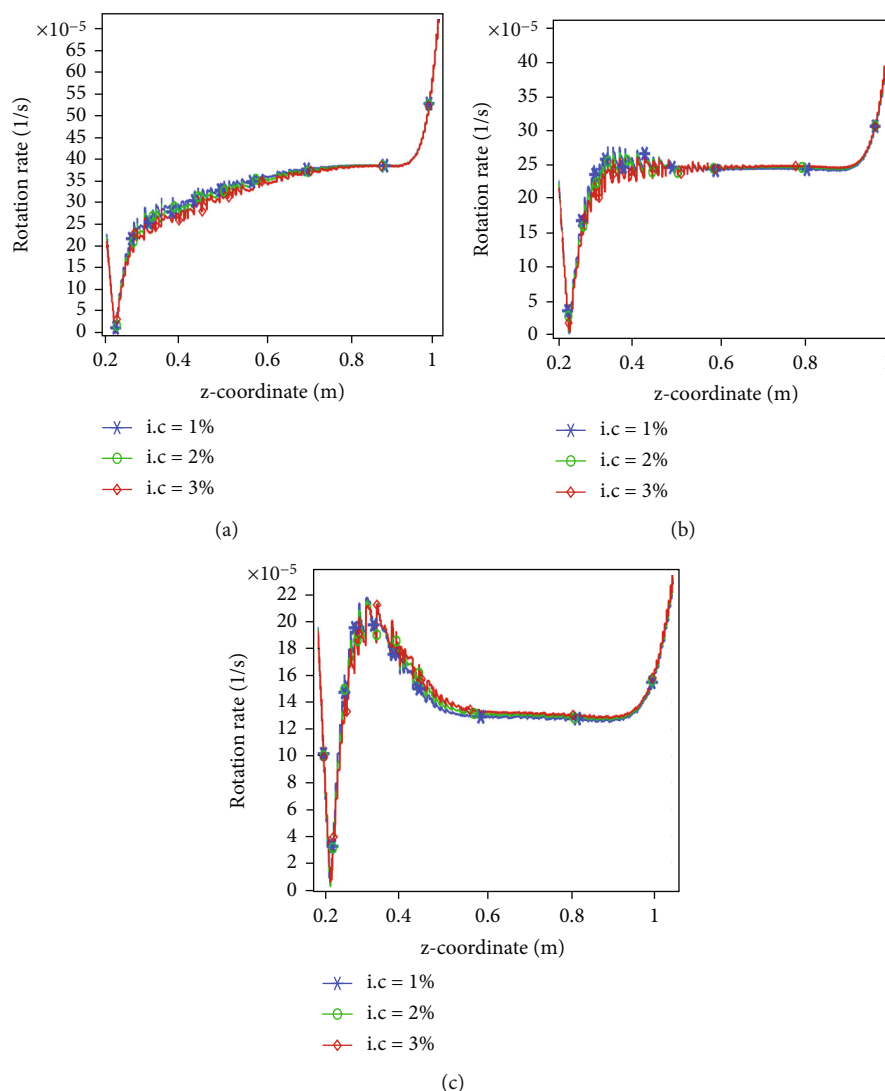 ×10⁻⁵
65
60
55
50
45
40
35
30
25
20
15
10
5
0
Rotation rate (1/s)
0.2 0.4 0.6 0.8 1
z-coordinate (m)
i.c = 1%
i.c = 2%
i.c = 3%
(a)
×10⁻⁵
45
40
35
30
25
20
15
10
5
0
Rotation rate (1/s)
0.2 0.4 0.6 0.8
z-coordinate (m)
i.c = 1%
i.c = 2%
i.c = 3%
(b)
×10⁻⁵
22
20
18
16
14
12
10
8
6
4
2
0
Rotation rate (1/s)
0.2 0.4 0.6 0.8 1
z-coordinate (m)
i.c = 1%
i.c = 2%
i.c = 3%
(c)